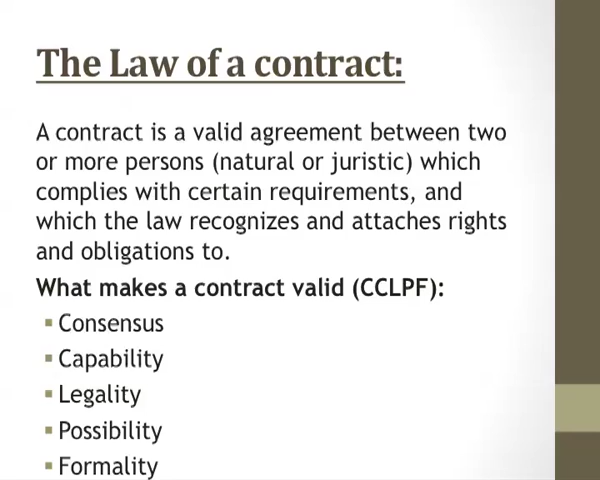 The Law of a contract:
A contract is a valid agreement between two
or more persons (natural or juristic) which
complies with certain requirements, and
which the law recognizes and attaches rights
and obligations to.
What makes a contract valid (CCLPF):
▪ Consensus
▪ Capability
▪ Legality
▪ Possibility
▪ Formality